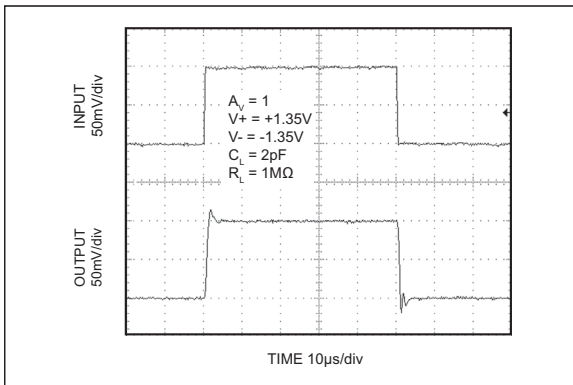 INPUT
50mV/div
A_V = 1
V+ = +1.35V
V- = -1.35V
C_L = 2pF
R_L = 1MΩ
OUTPUT
50mV/div
TIME 10µs/div